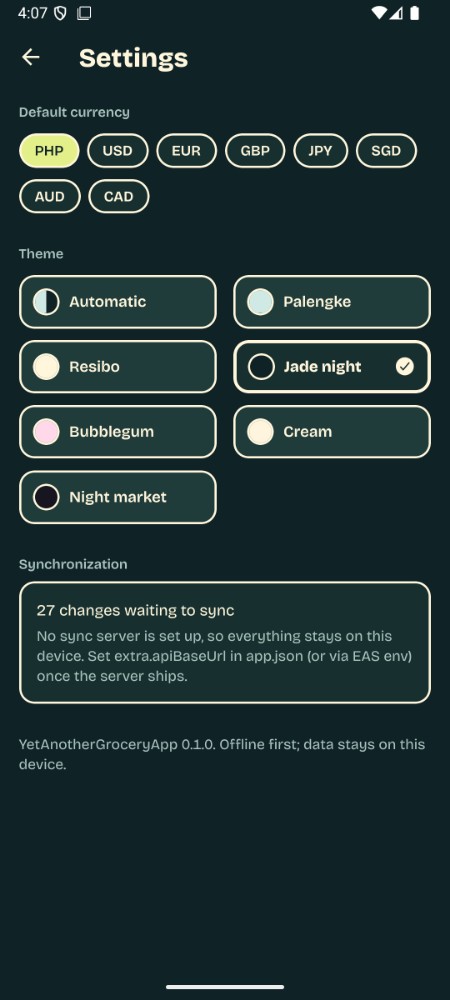 4:07
Settings
Default currency
PHP USD EUR GBP JPY SGD
AUD CAD
Theme
Automatic Palengke
Resibo Jade night
Bubblegum Cream
Night market
Synchronization
27 changes waiting to sync
No sync server is set up, so everything stays on this
device. Set extra.apiBaseUrl in app.json (or via EAS env)
once the server ships.
YetAnotherGroceryApp 0.1.0. Offline first; data stays on this
device.